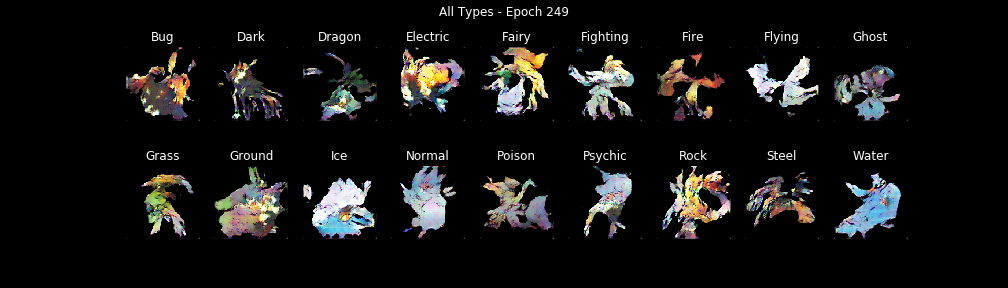 All Types - Epoch 249
Bug Dark Dragon Electric Fairy Fighting Fire Flying Ghost
Grass Ground Ice Normal Poison Psychic Rock Steel Water